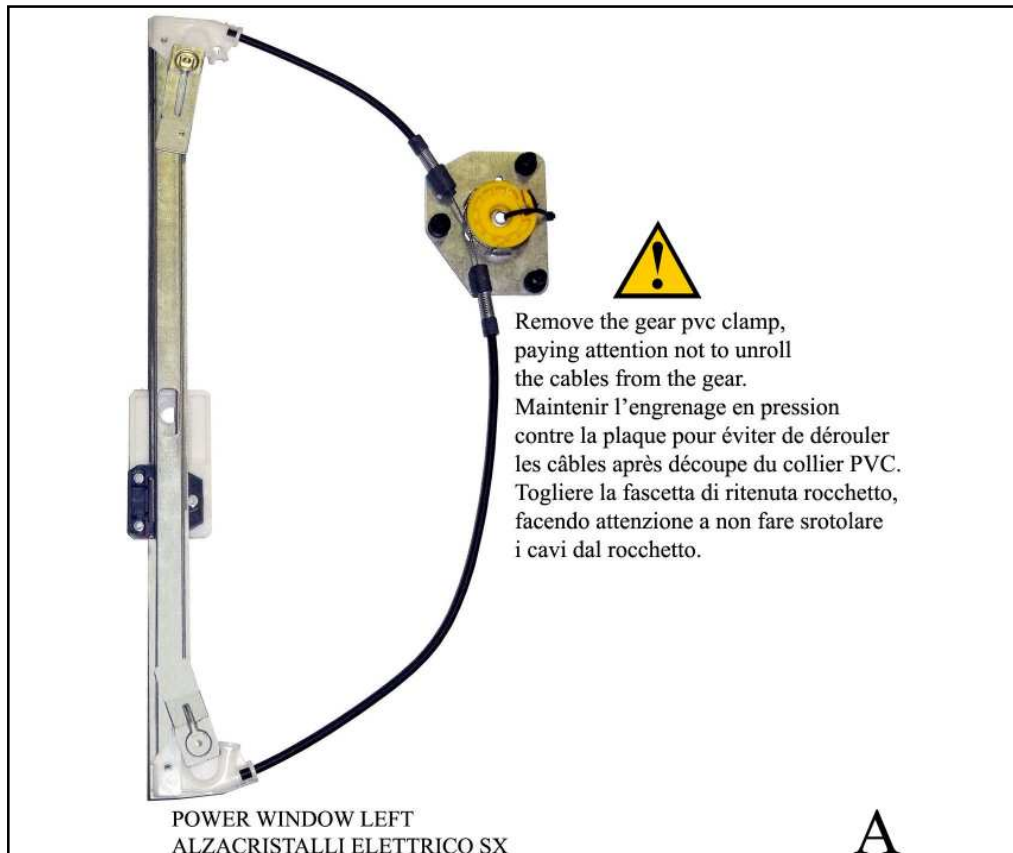 Remove the gear pvc clamp,
paying attention not to unroll
the cables from the gear.
Maintenir l’engrenage en pression
contre la plaque pour éviter de dérouler
les câbles après découpe du collier PVC.
Togliere la fascetta di ritenuta rocchetto,
facendo attenzione a non fare srotolare
i cavi dal rocchetto.
POWER WINDOW LEFT
ALZACRISTALLI ELETTRICO SX
A